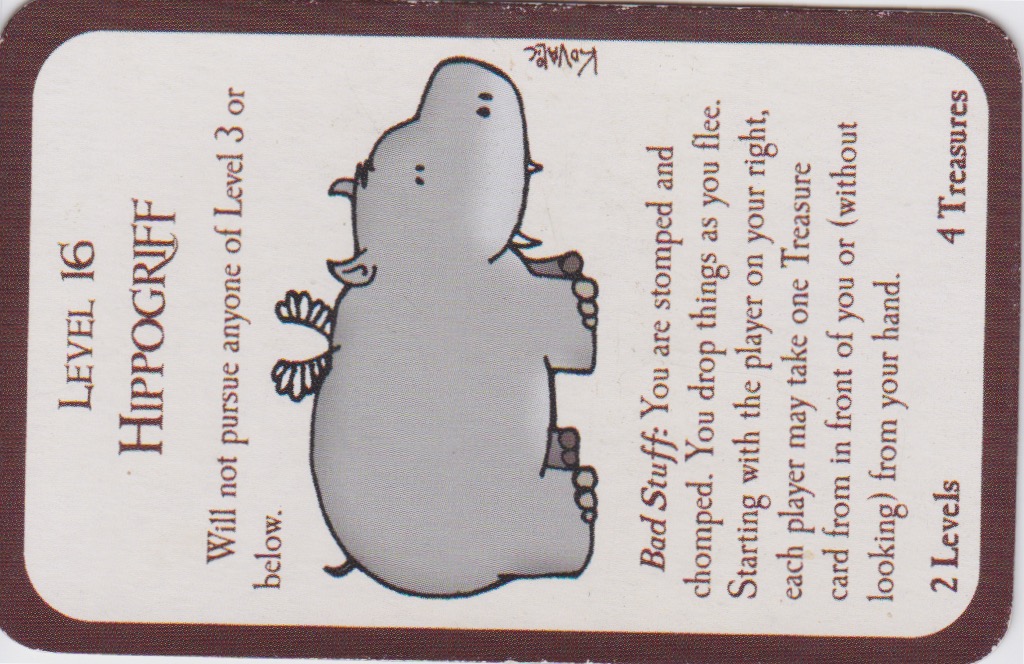 LEVEL 16
HIPPOGRIFF
Will not pursue anyone of Level 3 or
below.
KOVALIC
Bad Stuff: You are stomped and
chomped. You drop things as you flee.
Starting with the player on your right,
each player may take one Treasure
card from in front of you or (without
looking) from your hand.
2 Levels 4 Treasures